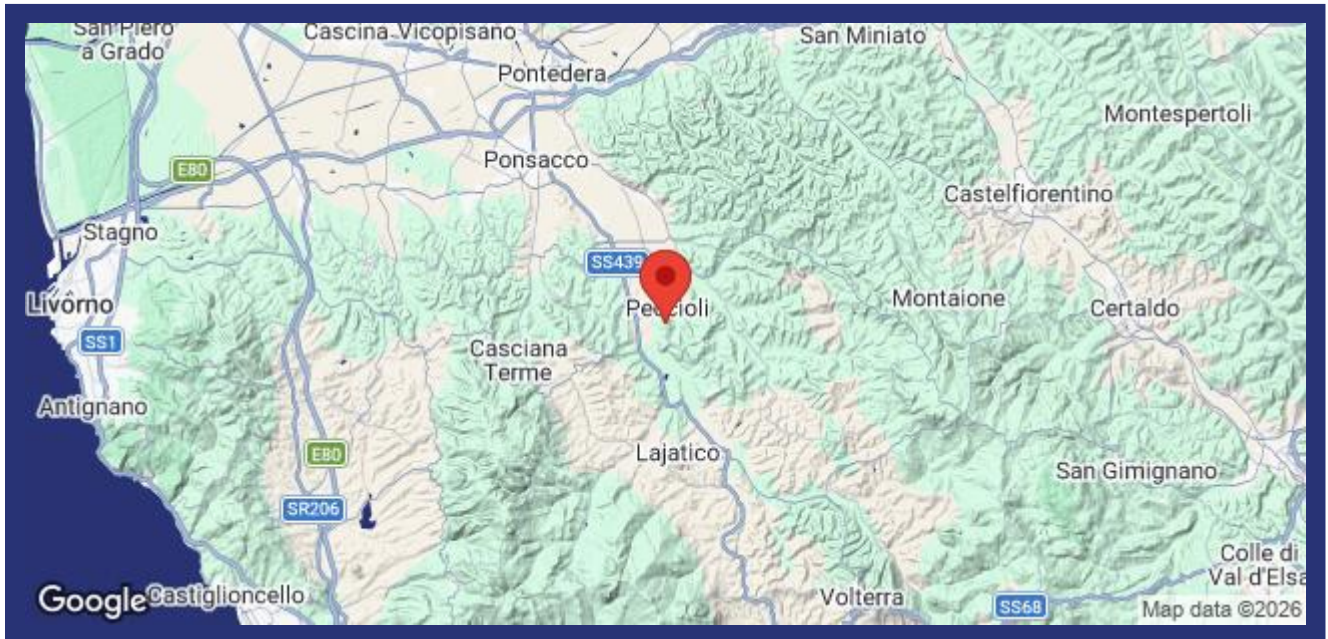 San Piero
a Grado
Cascina
Vicopisano
San Miniato
Pontedera
Montespertoli
Ponsacco
E80
Castelfiorentino
Stagno
SS439
Livorno
Peccioli
Montaione
Certaldo
SS1
Casciana
Terme
Antignano
E80
Lajatico
San Gimignano
SR206
Colle di
Val d'Elsa
Google
Castiglioncello
Volterra
SS68
Map data ©2026